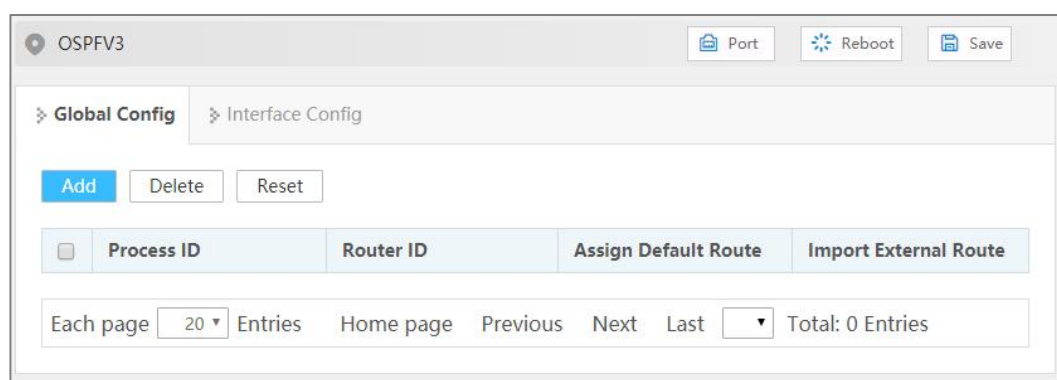 OSPFV3 Port Reboot Save
Global Config Interface Config
Add Delete Reset
Process ID Router ID Assign Default Route Import External Route
Each page 20 Entries Home page Previous Next Last Total: 0 Entries